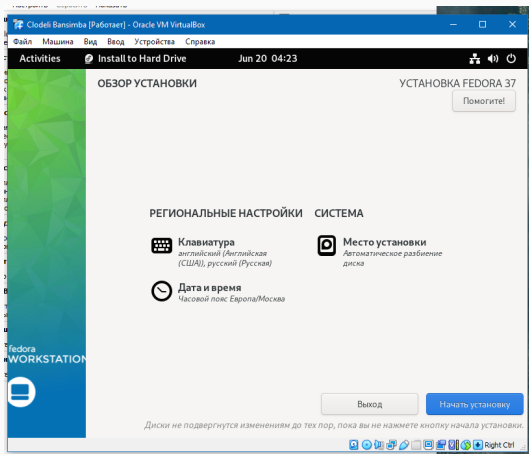 Clodeli Bansimba [Работает] - Oracle VM VirtualBox
Файл Машина Вид Ввод Устройства Справка
Activities Install to Hard Drive Jun 20 04:23
ОБЗОР УСТАНОВКИ УСТАНОВКА FEDORA 37
Помогите!
РЕГИОНАЛЬНЫЕ НАСТРОЙКИ СИСТЕМА
Клавиатура Место установки
английский (Английская Автоматическое разбиение
(США)), русский (Русская) диска
Дата и время
Часовой пояс Европа/Москва
fedora
WORKSTATION
Выход Начать установку
Диски не подвергнутся изменениям до тех пор, пока вы не нажмете кнопку начала установки.
Right Ctrl